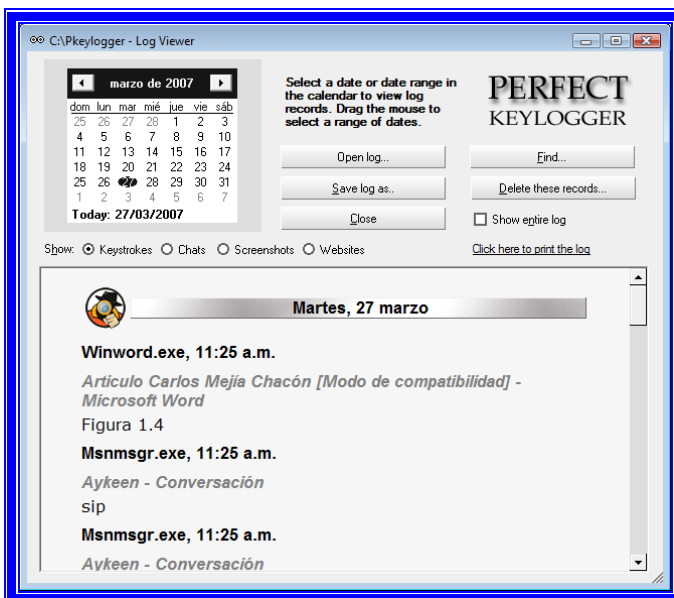 C:\Pkeylogger - Log Viewer
marzo de 2007
dom lun mar mié jue vie sáb
25 26 27 28 1 2 3
4 5 6 7 8 9 10
11 12 13 14 15 16 17
18 19 20 21 22 23 24
25 26 27 28 29 30 31
1 2 3 4 5 6 7
Today: 27/03/2007
Select a date or date range in
the calendar to view log
records. Drag the mouse to
select a range of dates.
PERFECT
KEYLOGGER
Open log...
Find...
Save log as..
Delete these records...
Close
Show entire log
Show: Keystrokes Chats Screenshots Websites
Click here to print the log
Martes, 27 marzo
Winword.exe, 11:25 a.m.
Articulo Carlos Mejía Chacón [Modo de compatibilidad] -
Microsoft Word
Figura 1.4
Msnmsgr.exe, 11:25 a.m.
Aykeen - Conversación
sip
Msnmsgr.exe, 11:25 a.m.
Aykeen - Conversación